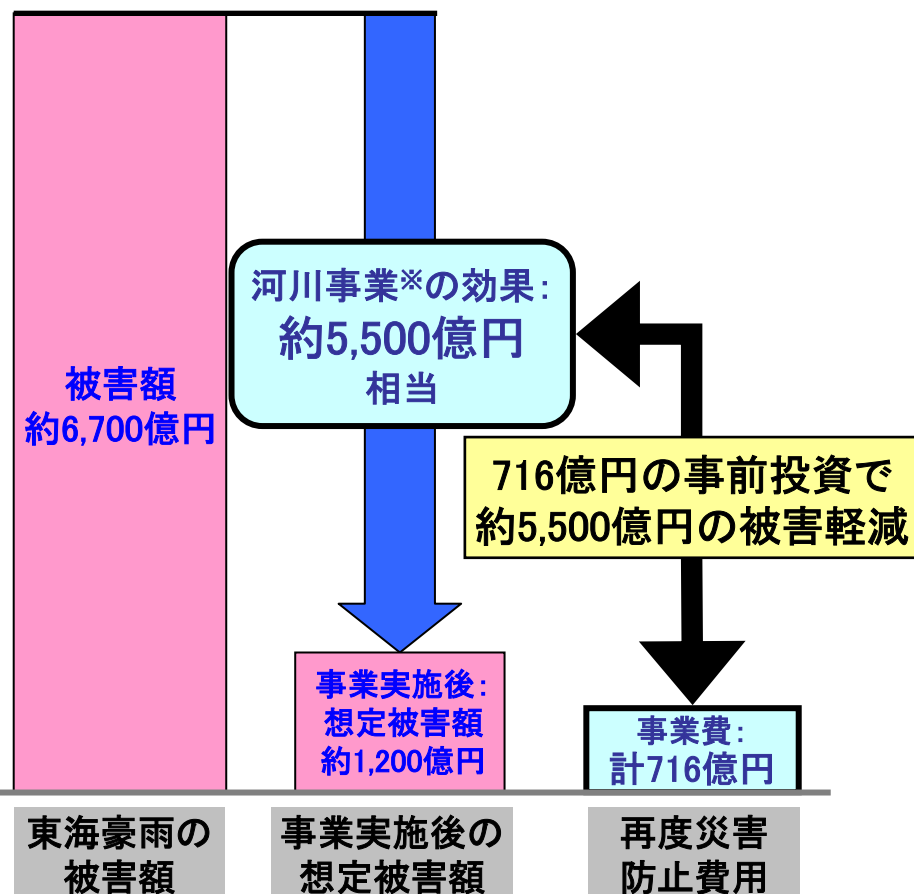 河川事業※の効果:
約5,500億円
相当
被害額
約6,700億円
716億円の事前投資で
約5,500億円の被害軽減
事業実施後:
想定被害額
約1,200億円
事業費:
計716億円
東海豪雨の
被害額
事業実施後の
想定被害額
再度災害
防止費用